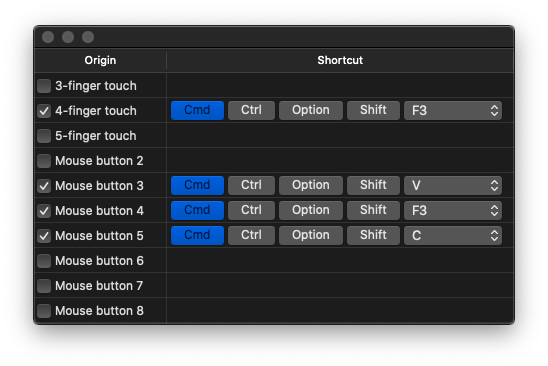 Origin Shortcut
3-finger touch
4-finger touch Cmd Ctrl Option Shift F3
5-finger touch
Mouse button 2
Mouse button 3 Cmd Ctrl Option Shift V
Mouse button 4 Cmd Ctrl Option Shift F3
Mouse button 5 Cmd Ctrl Option Shift C
Mouse button 6
Mouse button 7
Mouse button 8